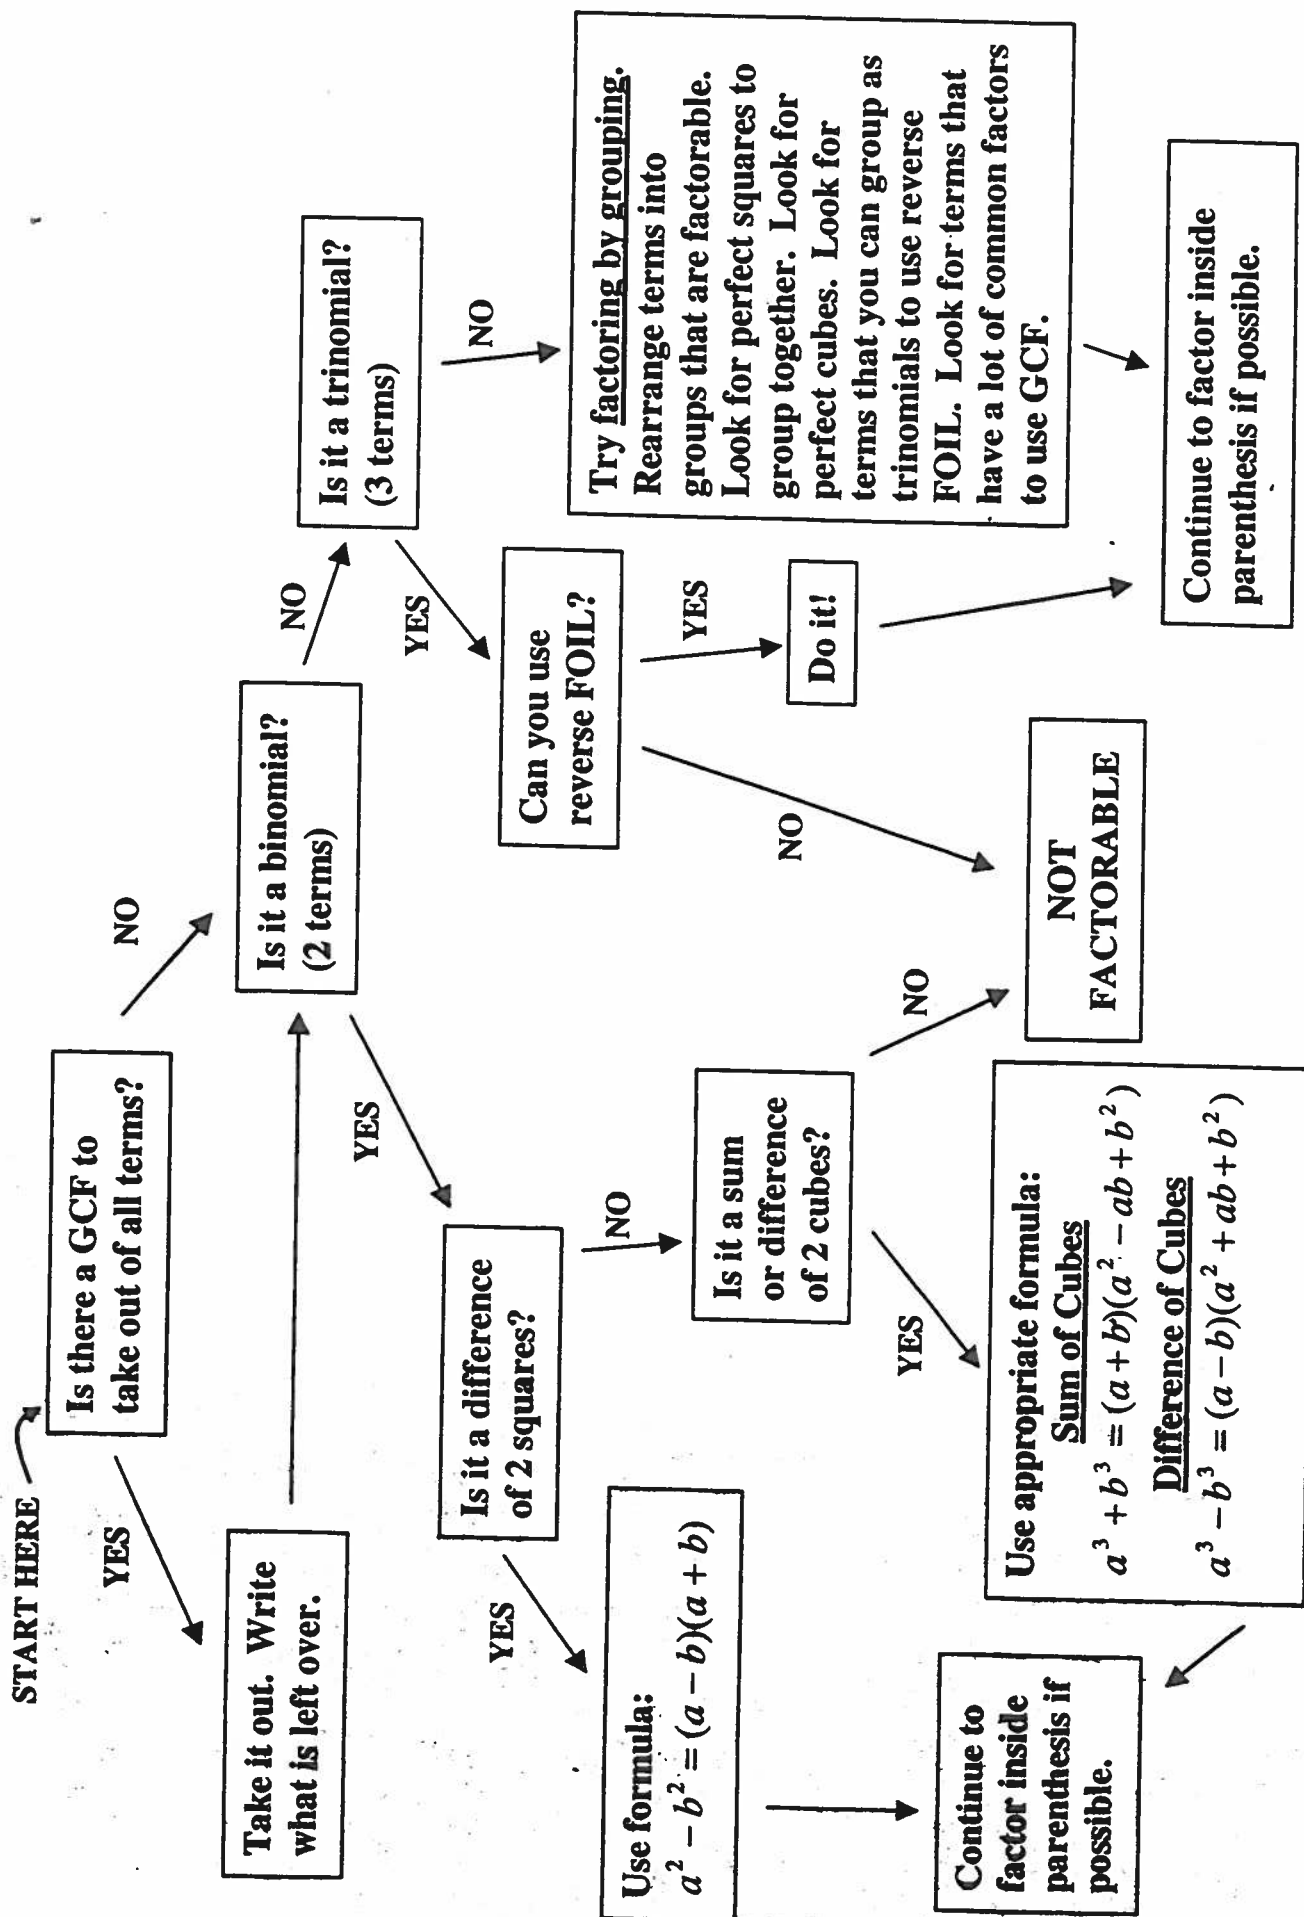 START HERE
Is there a GCF to
take out of all terms?
YES
NO
Take it out. Write
what is left over.
Is it a binomial?
(2 terms)
YES
NO
Is it a trinomial?
(3 terms)
YES
NO
Is it a difference
of 2 squares?
YES
NO
Can you use
reverse FOIL?
YES
NO
Try factoring by grouping.
Rearrange terms into
groups that are factorable.
Look for perfect squares to
group together. Look for
perfect cubes. Look for
terms that you can group as
trinomials to use reverse
FOIL. Look for terms that
have a lot of common factors
to use GCF.
Use formula:
a² − b² = (a − b)(a + b)
Is it a sum
or difference
of 2 cubes?
YES
NO
Do it!
Continue to
factor inside
parenthesis if
possible.
Use appropriate formula:
Sum of Cubes
a³ + b³ = (a + b)(a² − ab + b²)
Difference of Cubes
a³ − b³ = (a − b)(a² + ab + b²)
NOT
FACTORABLE
Continue to factor inside
parenthesis if possible.